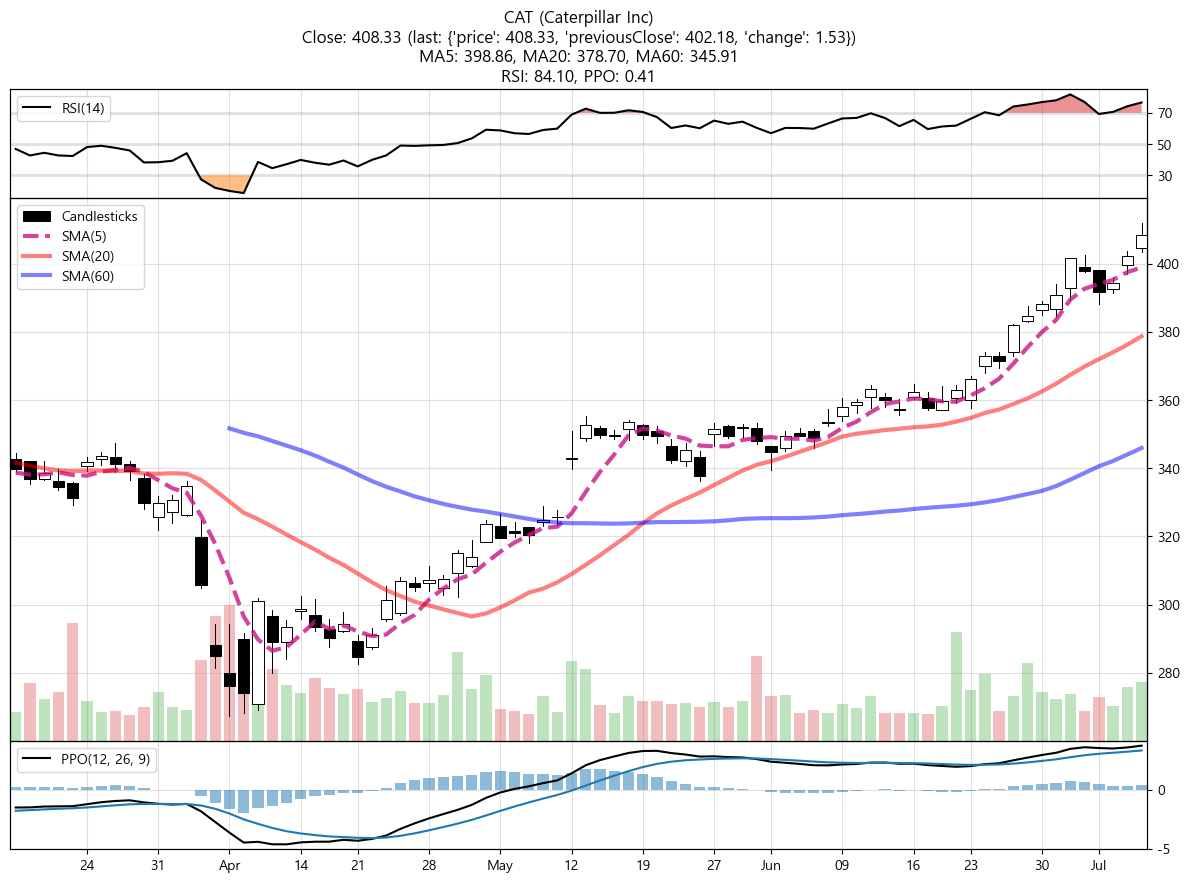 CAT (Caterpillar Inc)
Close: 408.33 (last: {'price': 408.33, 'previousClose': 402.18, 'change': 1.53})
MA5: 398.86, MA20: 378.70, MA60: 345.91
RSI: 84.10, PPO: 0.41
RSI(14)
70
50
30
Candlesticks
SMA(5)
SMA(20)
SMA(60)
400
380
360
340
320
300
280
PPO(12, 26, 9)
0
-5
24 31 Apr 14 21 28 May 12 19 27 Jun 09 16 23 30 Jul